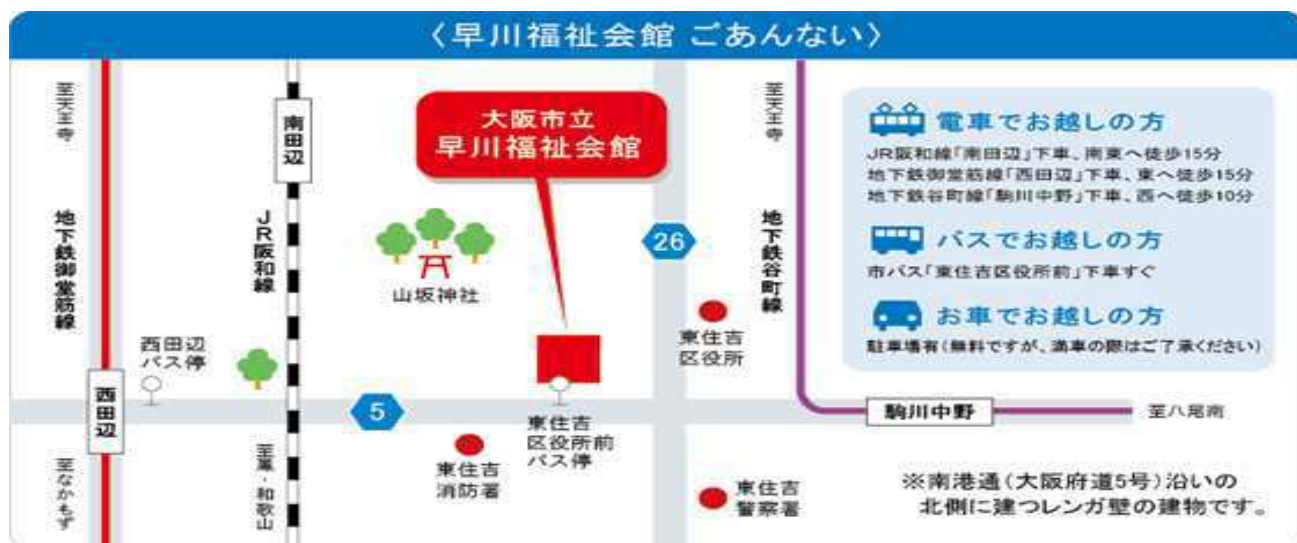 〈早川福祉会館 ごあんない〉
至天王寺
地下鉄御堂筋線
西田辺
至なかもず
西田辺
バス停
南田辺
JR阪和線
至鳳・和歌山
大阪市立
早川福祉会館
山坂神社
5
東住吉
消防署
東住吉
区役所前
バス停
26
東住吉
区役所
東住吉
警察署
至天王寺
地下鉄谷町線
駒川中野
至八尾南
電車でお越しの方
JR阪和線「南田辺」下車、南東へ徒歩15分
地下鉄御堂筋線「西田辺」下車、東へ徒歩15分
地下鉄谷町線「駒川中野」下車、西へ徒歩10分
バスでお越しの方
市バス「東住吉区役所前」下車すぐ
お車でお越しの方
駐車場有(無料ですが、満車の際はご了承ください)
※南港通(大阪府道5号)沿いの
北側に建つレンガ壁の建物です。